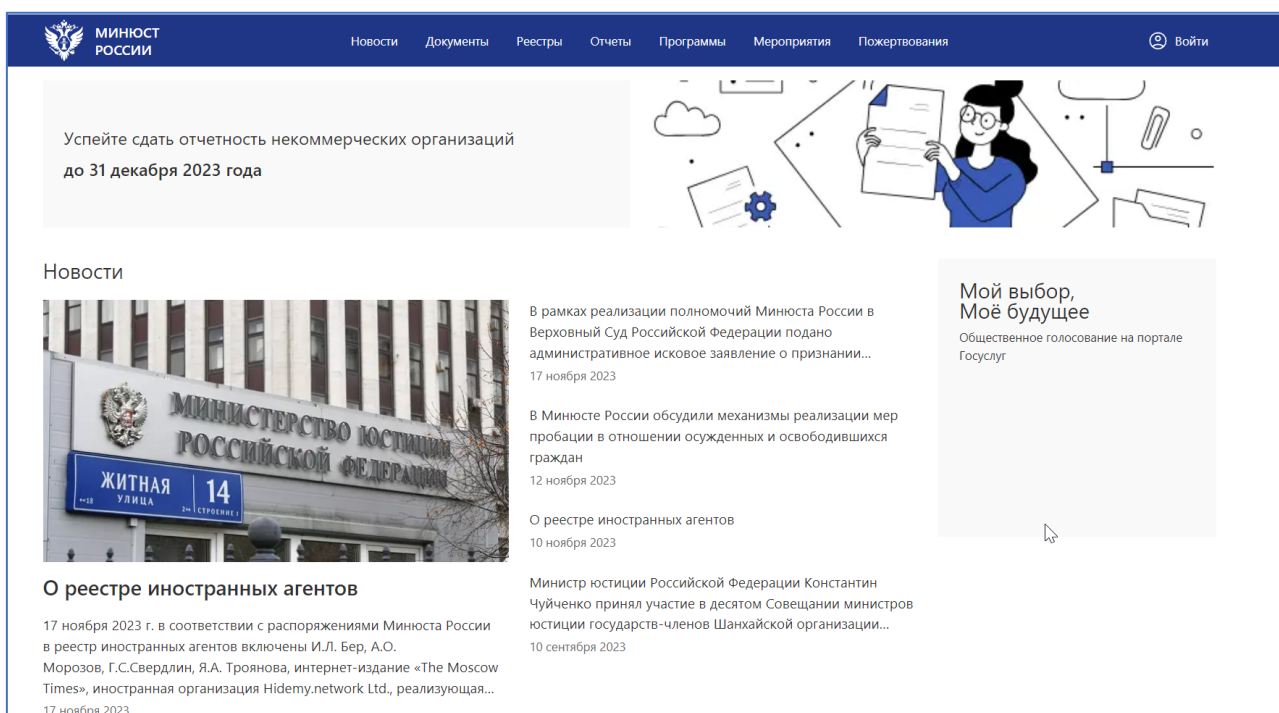 МИНЮСТ
РОССИИ
Новости
Документы
Реестры
Отчеты
Программы
Мероприятия
Пожертвования
Войти
Успейте сдать отчетность некоммерческих организаций
до 31 декабря 2023 года
Новости
МИНИСТЕРСТВО ЮСТИЦИИ
РОССИЙСКОЙ ФЕДЕРАЦИИ
ЖИТНАЯ
УЛИЦА
14
СТРОЕНИЕ 1
О реестре иностранных агентов
17 ноября 2023 г. в соответствии с распоряжениями Минюста России
в реестр иностранных агентов включены И.Л. Бер, А.О.
Морозов, Г.С.Свердлин, Я.А. Троянова, интернет-издание «The Moscow
Times», иностранная организация Hidemy.network Ltd., реализующая...
17 ноября 2023
В рамках реализации полномочий Минюста России в
Верховный Суд Российской Федерации подано
административное исковое заявление о признании...
17 ноября 2023
В Минюсте России обсудили механизмы реализации мер
пробации в отношении осужденных и освободившихся
граждан
12 ноября 2023
О реестре иностранных агентов
10 ноября 2023
Министр юстиции Российской Федерации Константин
Чуйченко принял участие в десятом Совещании министров
юстиции государств-членов Шанхайской организации...
10 сентября 2023
Мой выбор,
Моё будущее
Общественное голосование на портале
Госуслуг